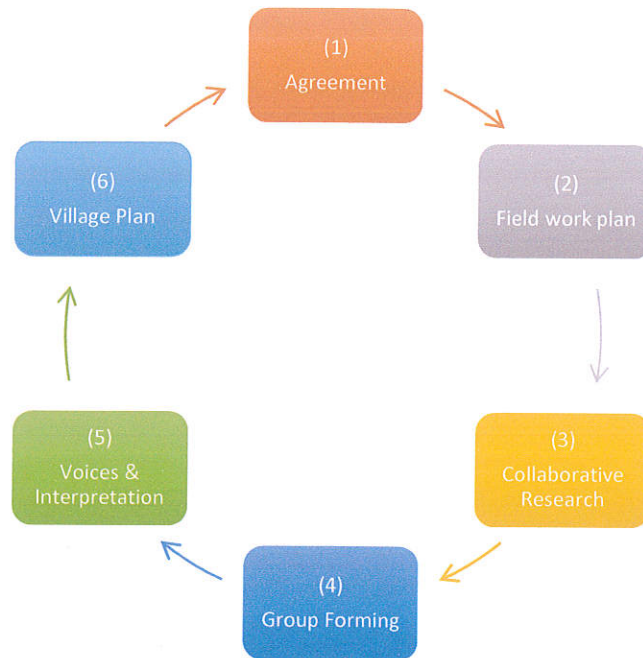 (1)
Agreement
(2)
Field work plan
(3)
Collaborative
Research
(4)
Group Forming
(5)
Voices &
Interpretation
(6)
Village Plan